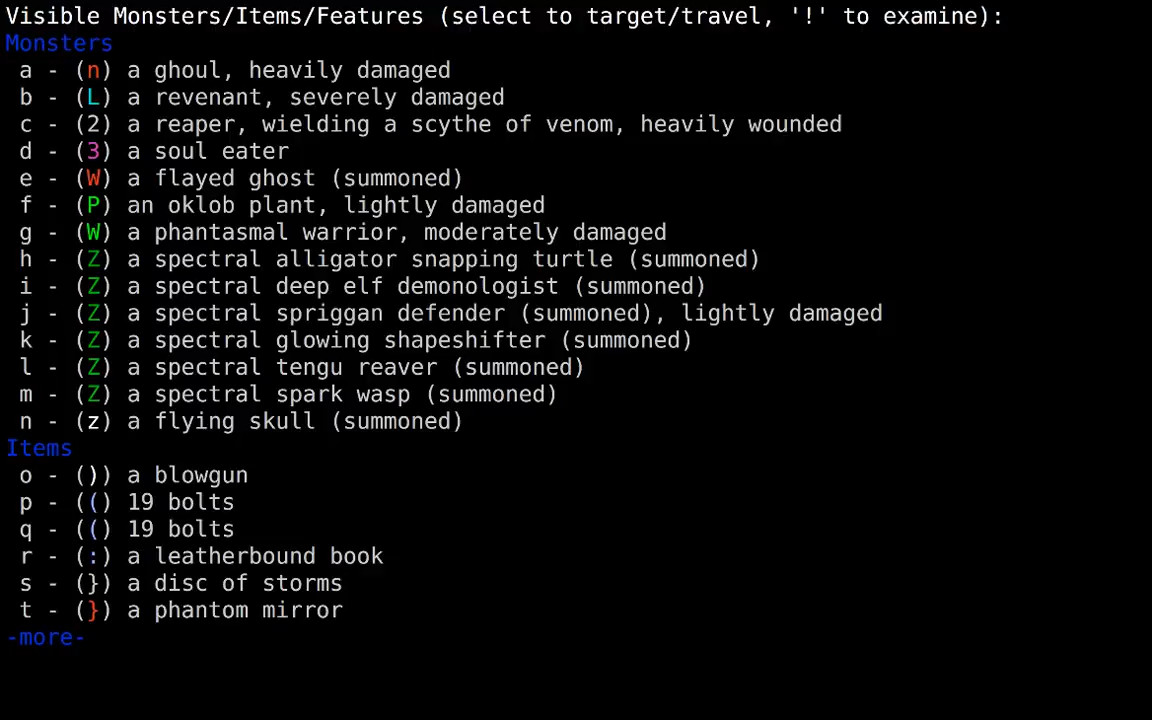 Visible Monsters/Items/Features (select to target/travel, '!' to examine):
Monsters
a - (n) a ghoul, heavily damaged
b - (L) a revenant, severely damaged
c - (2) a reaper, wielding a scythe of venom, heavily wounded
d - (3) a soul eater
e - (W) a flayed ghost (summoned)
f - (P) an oklob plant, lightly damaged
g - (W) a phantasmal warrior, moderately damaged
h - (Z) a spectral alligator snapping turtle (summoned)
i - (Z) a spectral deep elf demonologist (summoned)
j - (Z) a spectral spriggan defender (summoned), lightly damaged
k - (Z) a spectral glowing shapeshifter (summoned)
l - (Z) a spectral tengu reaver (summoned)
m - (Z) a spectral spark wasp (summoned)
n - (z) a flying skull (summoned)
Items
o - ()) a blowgun
p - (() 19 bolts
q - (() 19 bolts
r - (:) a leatherbound book
s - (}) a disc of storms
t - (}) a phantom mirror
-more-